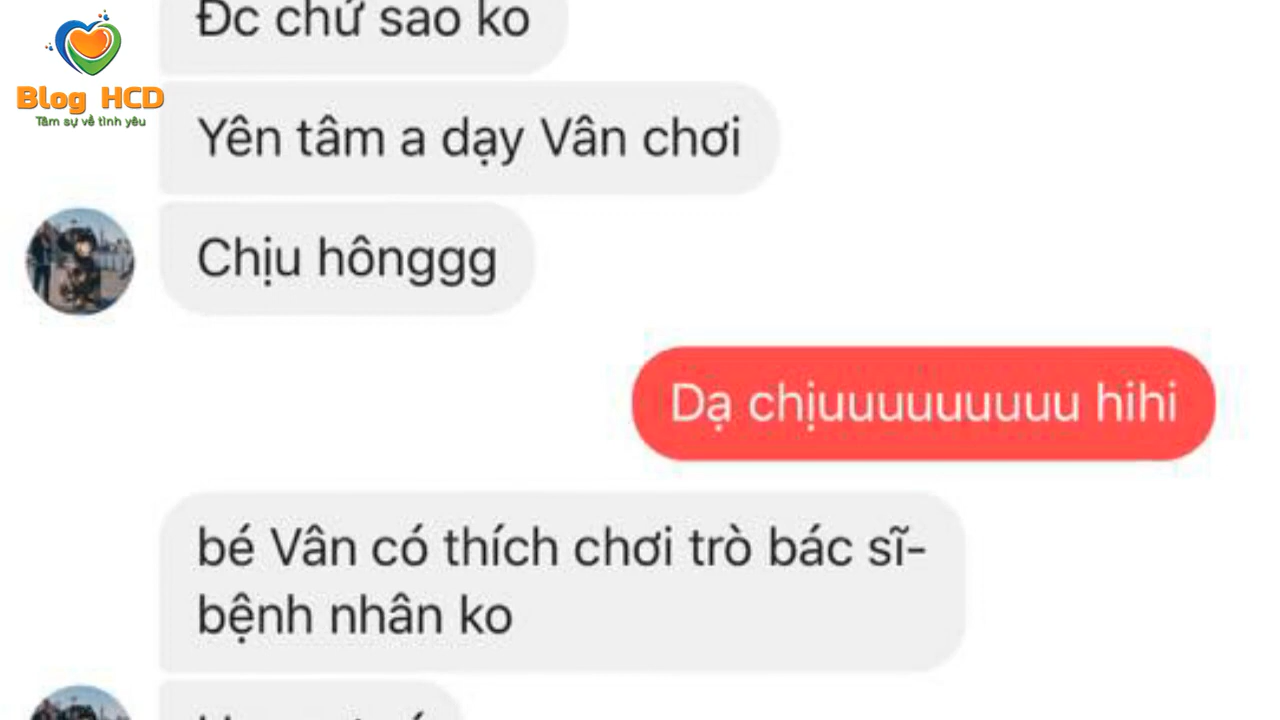 Đc chứ sao ko
Blog HCD
Tâm sự về tình yêu
Yên tâm a dạy Vân chơi
Chịu hônggg
Dạ chịuuuuuuuuuu hihi
bé Vân có thích chơi trò bác sĩ-
bệnh nhân ko